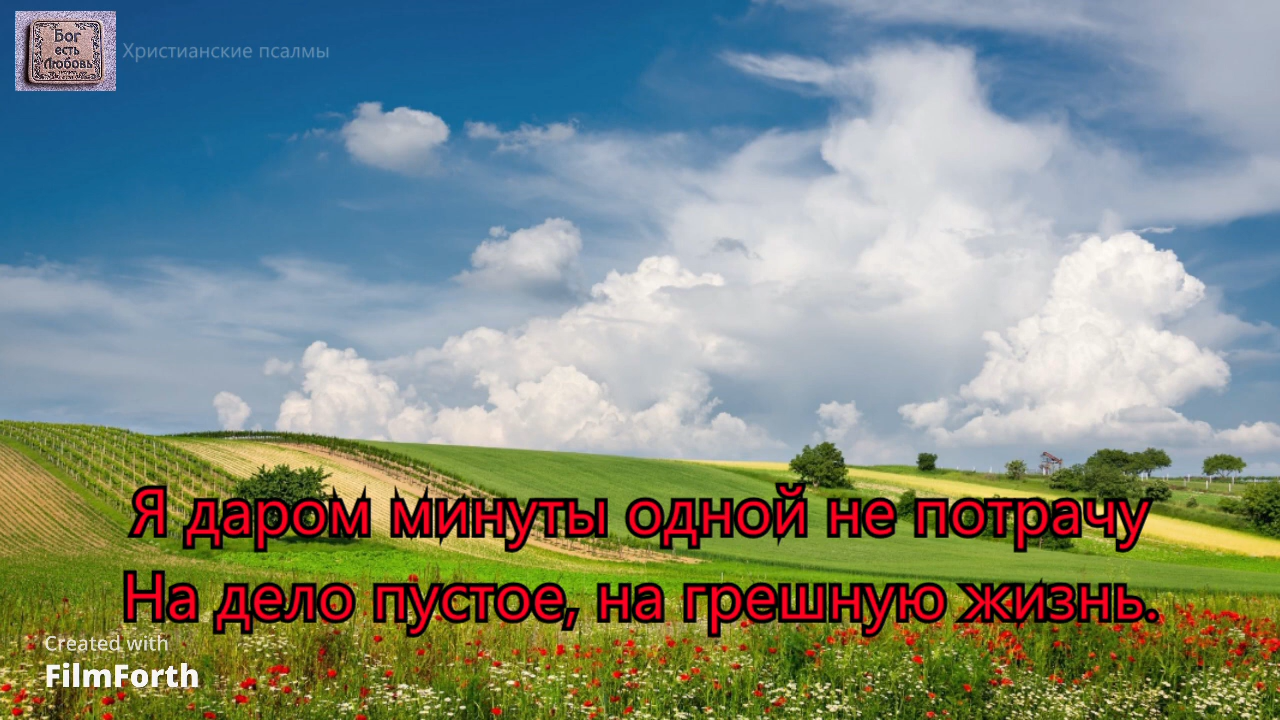 Бог
есть
Любовь
Христианские псалмы
Я даром минуты одной не потрачу
На дело пустое, на грешную жизнь.
Created with
FilmForth